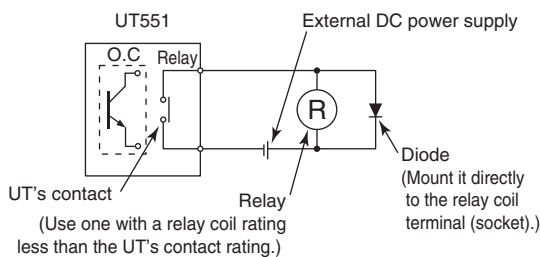 UT551
External DC power supply
O.C
Relay
R
Diode
(Mount it directly
to the relay coil
terminal (socket).)
UT's contact
Relay
(Use one with a relay coil rating
less than the UT's contact rating.)